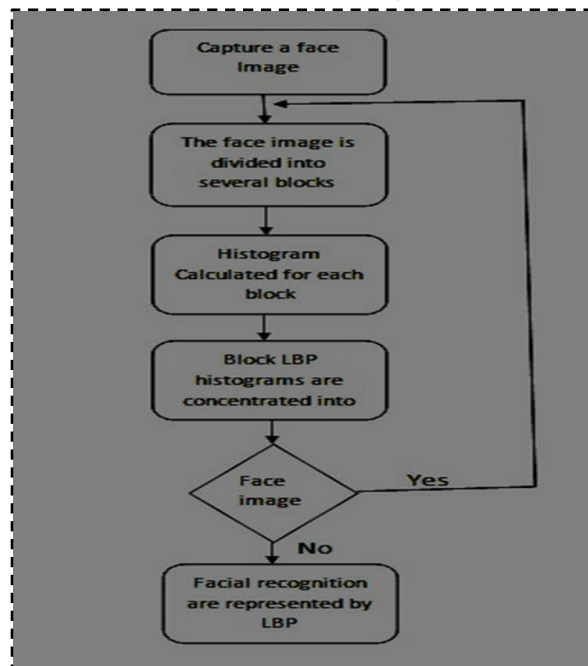 Capture a face
Image
The face image is
divided into
several blocks
Histogram
Calculated for each
block
Block LBP
histograms are
concentrated into
Face
image
Yes
No
Facial recognition
are represented by
LBP